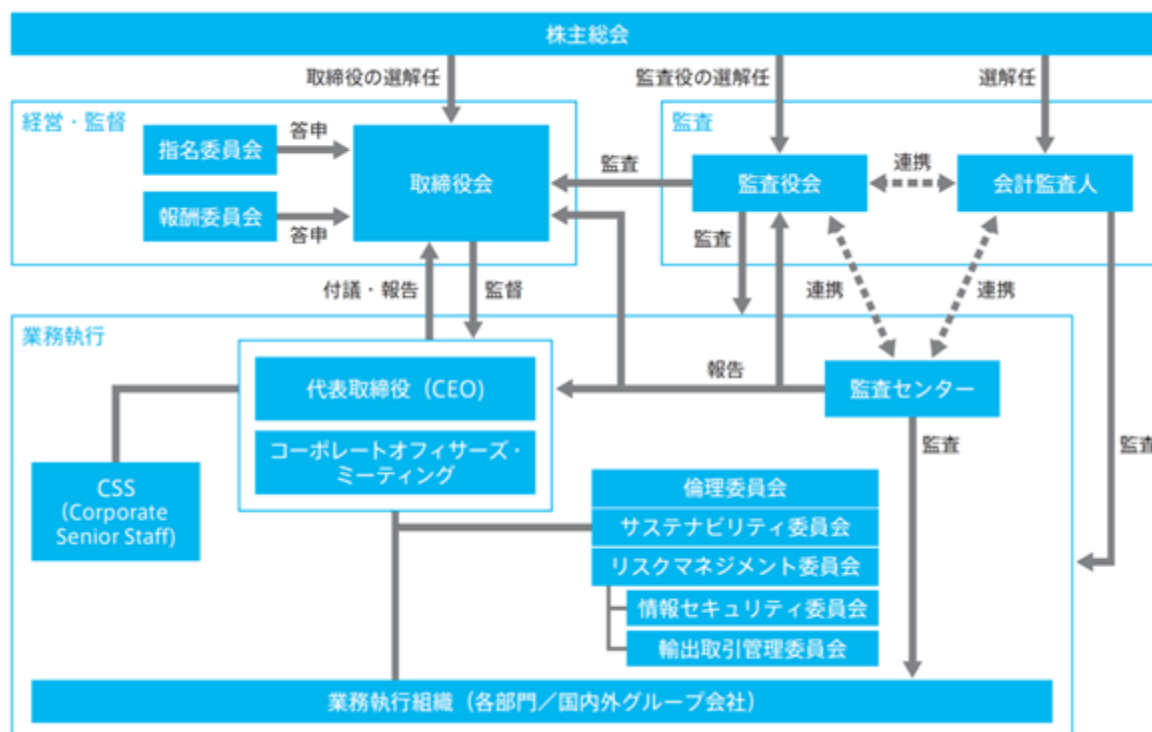 株主総会
取締役の選解任
監査役の選解任
選解任
経営・監督
監査
指名委員会
答申
取締役会
報酬委員会
答申
監査
監査役会
連携
会計監査人
監査
付議・報告
監督
連携
連携
業務執行
代表取締役（CEO)
報告
監査センター
コーポレートオフィサーズ・
ミーティング
監査
監査
CSS
(Corporate
Senior Staff)
倫理委員会
サステナビリティ委員会
リスクマネジメント委員会
情報セキュリティ委員会
輸出取引管理委員会
業務執行組織（各部門／国内外グループ会社）